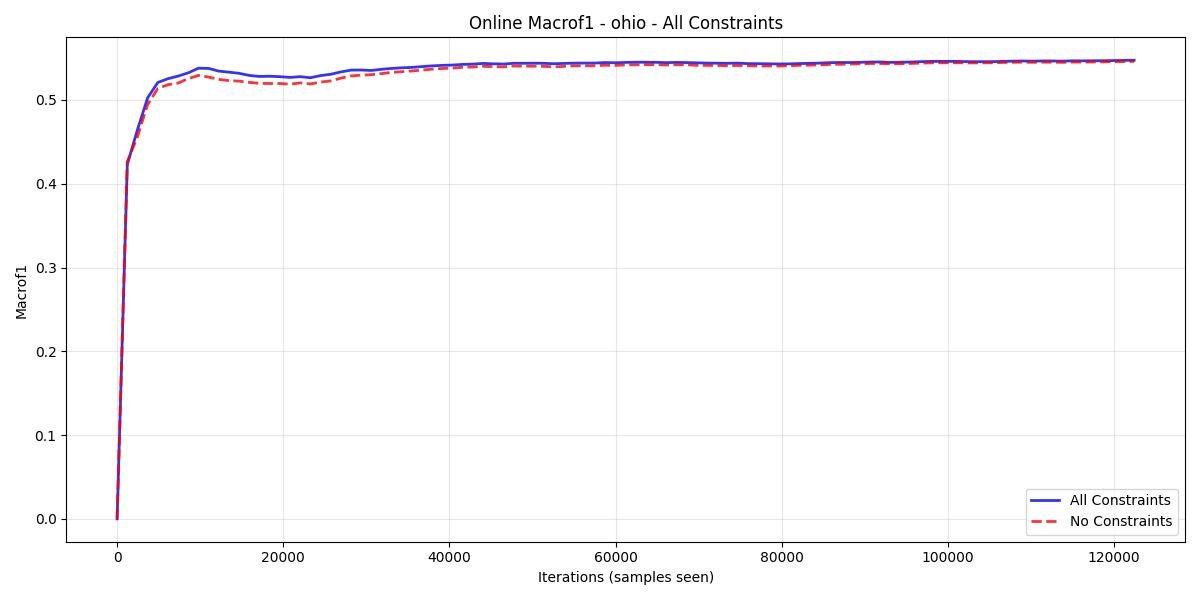 Online Macrof1 - ohio - All Constraints
Macrof1
0.5
0.4
0.3
0.2
0.1
0.0
0
20000
40000
60000
80000
100000
120000
Iterations (samples seen)
All Constraints
No Constraints